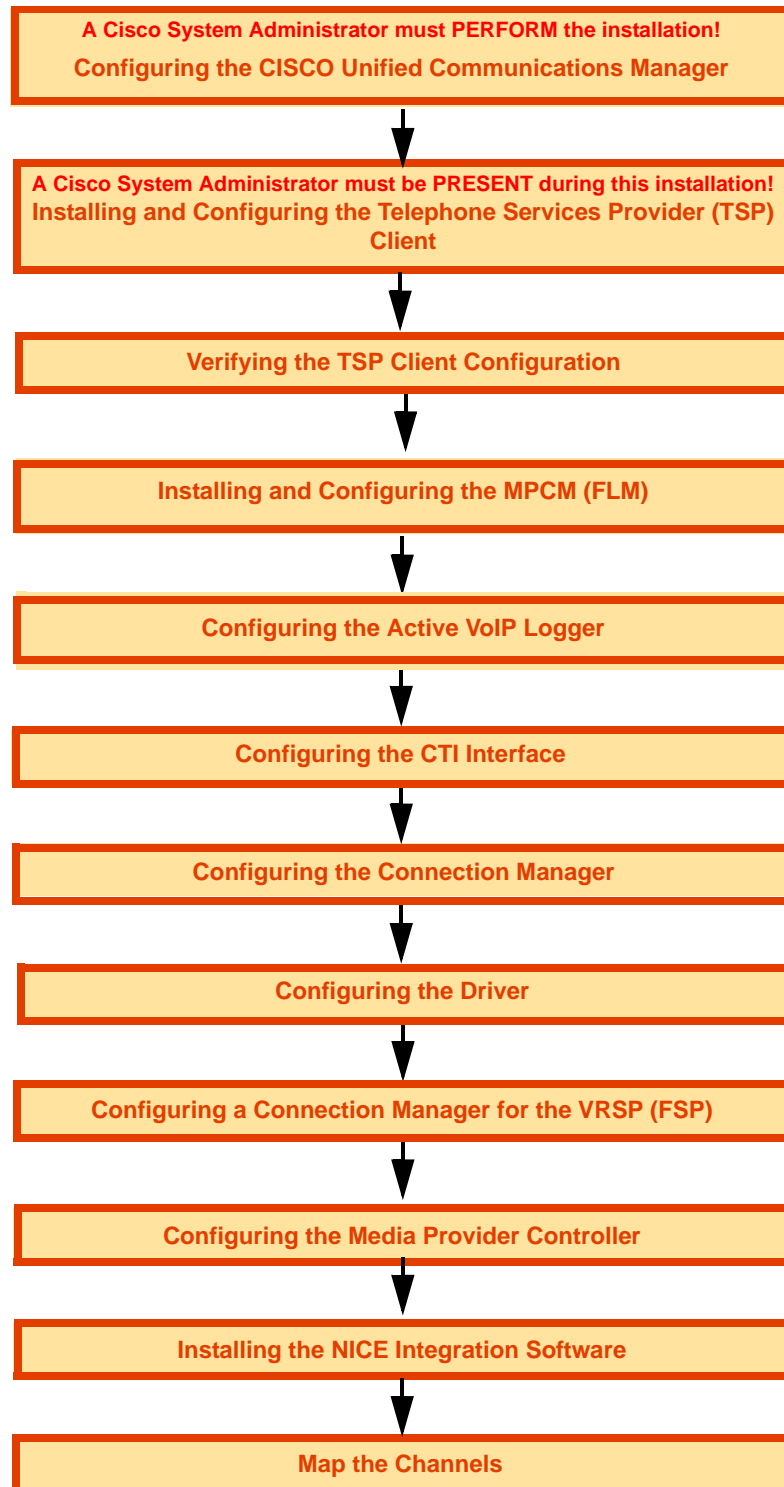 A Cisco System Administrator must PERFORM the installation!
Configuring the CISCO Unified Communications Manager
A Cisco System Administrator must be PRESENT during this installation!
Installing and Configuring the Telephone Services Provider (TSP)
Client
Verifying the TSP Client Configuration
Installing and Configuring the MPCM (FLM)
Configuring the Active VoIP Logger
Configuring the CTI Interface
Configuring the Connection Manager
Configuring the Driver
Configuring a Connection Manager for the VRSP (FSP)
Configuring the Media Provider Controller
Installing the NICE Integration Software
Map the Channels